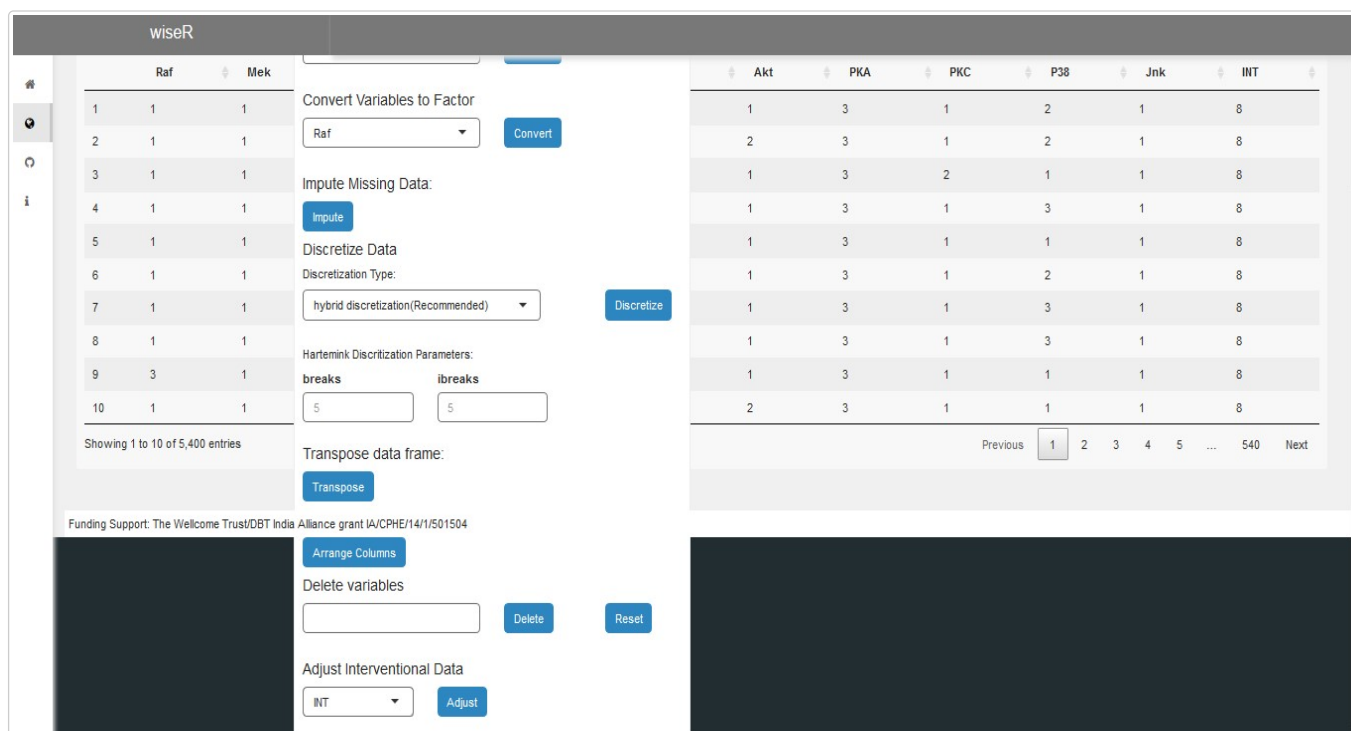 wiseR
Raf Mek Akt PKA PKC P38 Jnk INT
1 1 1 1 3 1 2 1 8
2 1 1 2 3 1 2 1 8
3 1 1 1 3 2 1 1 8
4 1 1 1 3 1 3 1 8
5 1 1 1 3 1 1 1 8
6 1 1 1 3 1 2 1 8
7 1 1 1 3 1 3 1 8
8 1 1 1 3 1 3 1 8
9 3 1 1 3 1 1 1 8
10 1 1 2 3 1 1 1 8
Showing 1 to 10 of 5,400 entries
Previous 1 2 3 4 5 ... 540 Next
Convert Variables to Factor
Raf Convert
Impute Missing Data:
Impute
Discretize Data
Discretization Type:
hybrid discretization(Recommended) Discretize
Hartemink Discritization Parameters:
breaks ibreaks
5 5
Transpose data frame:
Transpose
Funding Support: The Wellcome Trust/DBT India Alliance grant IA/CPHE/14/1/501504
Arrange Columns
Delete variables
Delete Reset
Adjust Interventional Data
INT Adjust